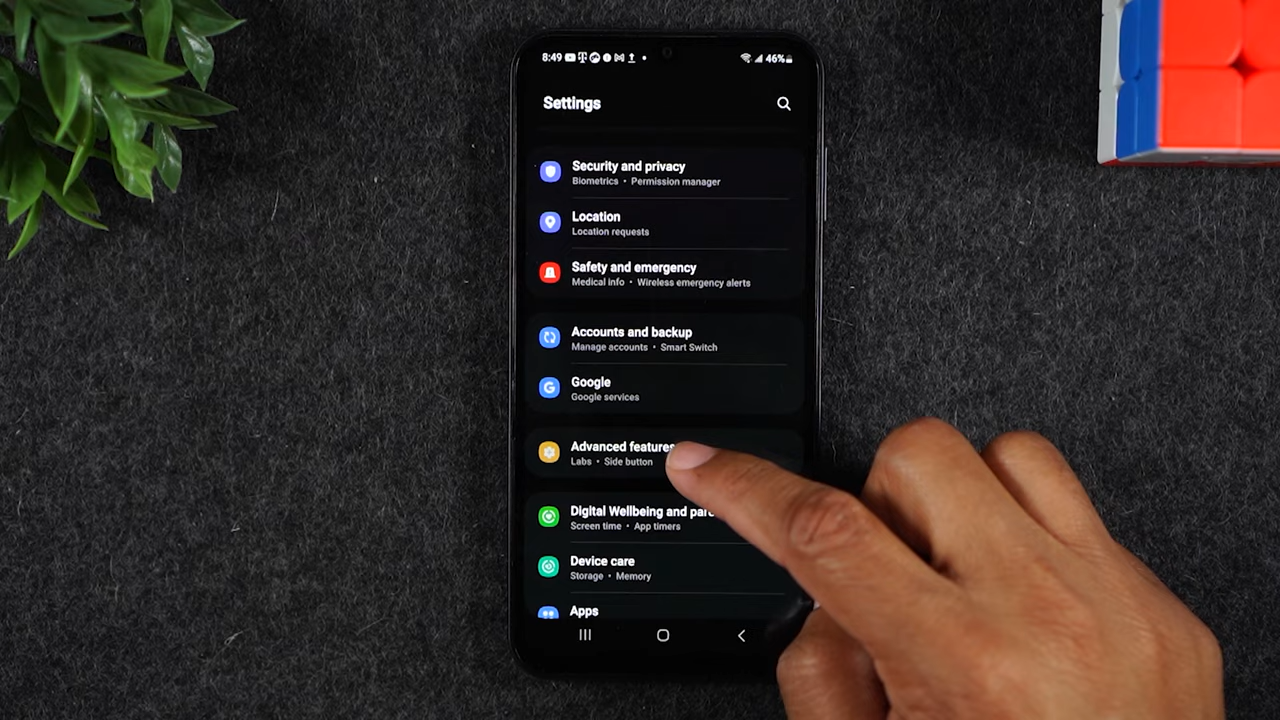 8:49 46%
Settings
Security and privacy
Biometrics • Permission manager
Location
Location requests
Safety and emergency
Medical info • Wireless emergency alerts
Accounts and backup
Manage accounts • Smart Switch
Google
Google services
Advanced features
Labs • Side button
Digital Wellbeing and
Screen time • App timers
Device care
Storage • Memory
Apps